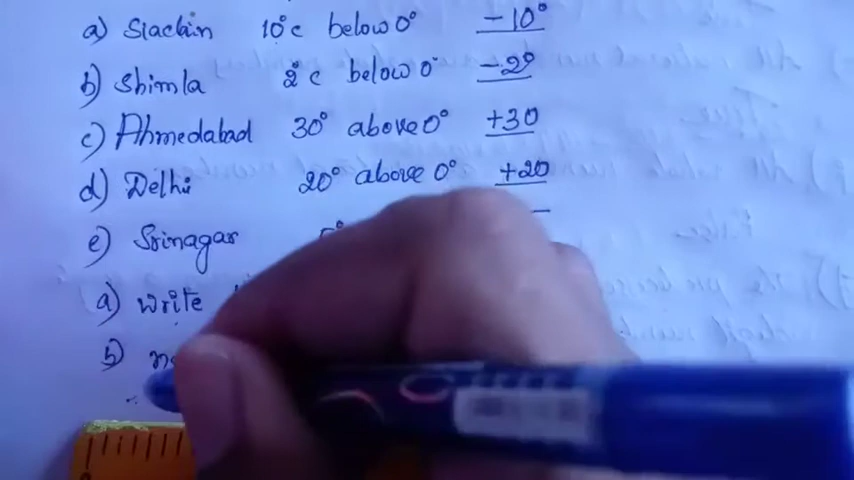 a) Siachin 10°c below 0° -10°
b) Shimla 2°c below 0° -2°
c) Ahmedabad 30° above 0° +30
d) Delhi 20° above 0° +20
e) Srinagar
a) write
b)